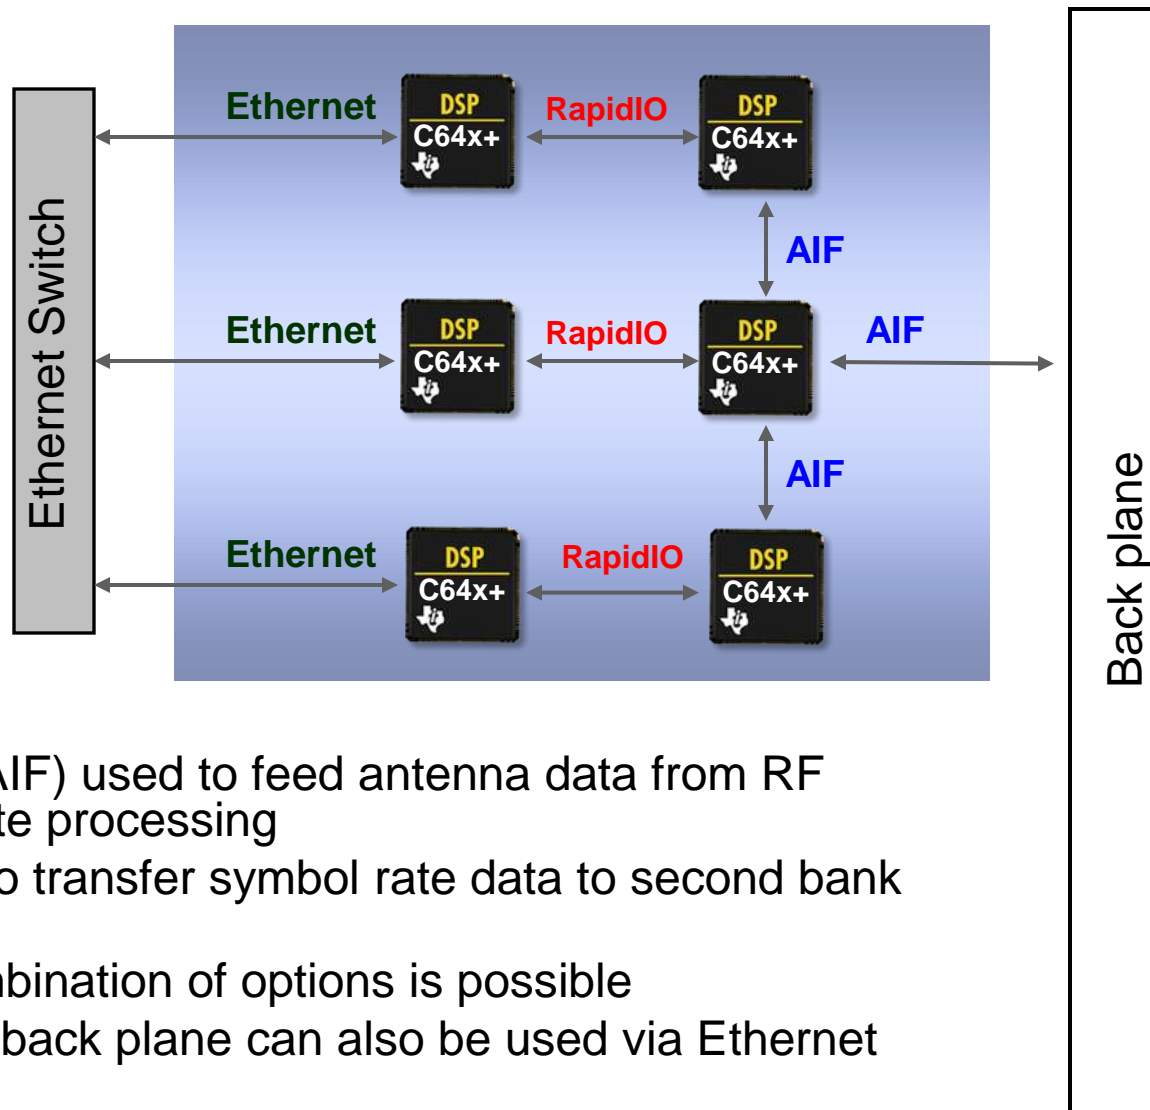 Ethernet Switch
Ethernet
DSP
C64x+
RapidIO
DSP
C64x+
AIF
Ethernet
DSP
C64x+
RapidIO
DSP
C64x+
AIF
AIF
Ethernet
DSP
C64x+
RapidIO
DSP
C64x+
Back plane
AIF) used to feed antenna data from RF
te processing
o transfer symbol rate data to second bank
nbination of options is possible
back plane can also be used via Ethernet